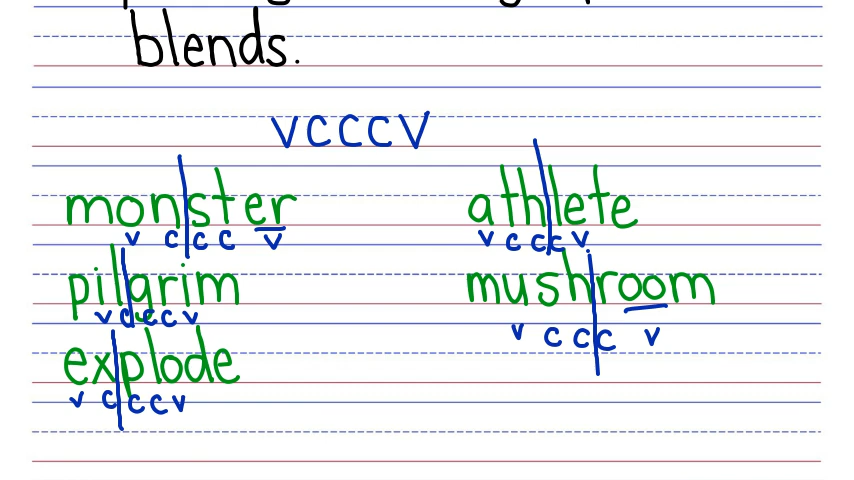 blends.
VCCCV
monster athlete
v c c c v v c c c v
pilgrim mushroom
v c c c v v c c c v
explode
v c c c v